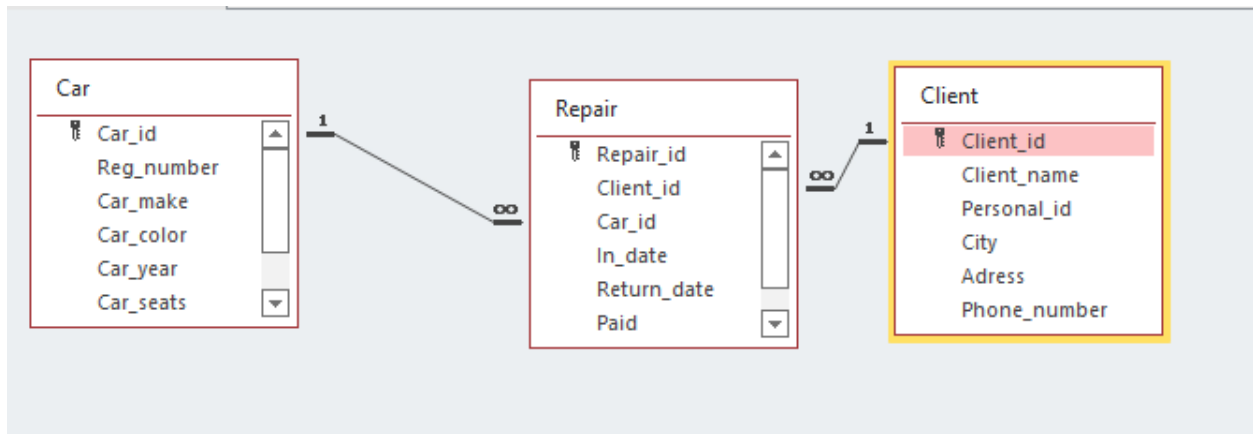 Car
Car_id
Reg_number
Car_make
Car_color
Car_year
Car_seats
1
∞
Repair
Repair_id
Client_id
Car_id
In_date
Return_date
Paid
∞
1
Client
Client_id
Client_name
Personal_id
City
Adress
Phone_number